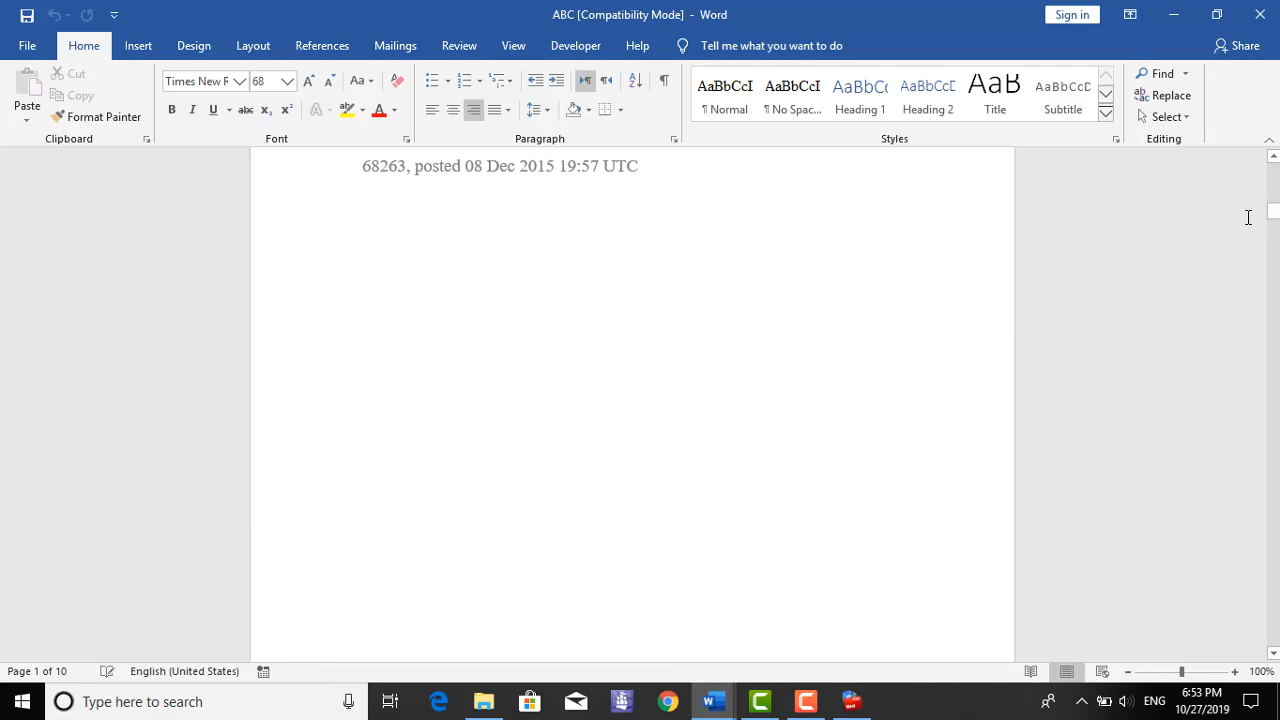 ABC [Compatibility Mode] - Word
Sign in
File Home Insert Design Layout References Mailings Review View Developer Help Tell me what you want to do Share
Paste
Cut
Copy
Format Painter
Clipboard
Times New R 68
Aa
B I U abc x₂ x²
A
Font
Paragraph
AaBbCcI AaBbCcI AaBbCc AaBbCcD AaB AaBbCcD
¶ Normal ¶ No Spac... Heading 1 Heading 2 Title Subtitle
Styles
Find
Replace
Select
Editing
68263, posted 08 Dec 2015 19:57 UTC
Page 1 of 10 English (United States) 100%
Type here to search
ENG
6:53 PM
10/27/2019